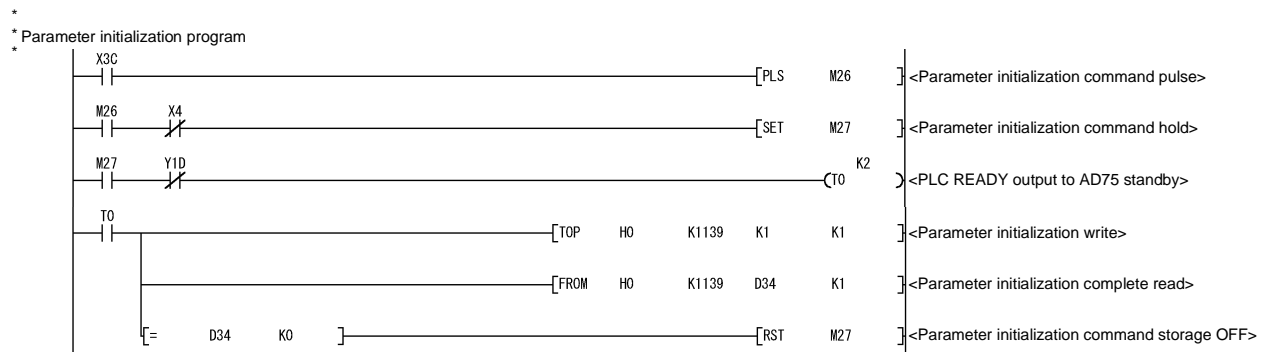 *
* Parameter initialization program
*
X3C
[PLS M26 ] <Parameter initialization command pulse>
M26 X4
[SET M27 ] <Parameter initialization command hold>
M27 Y1D K2
(T0 ) <PLC READY output to AD75 standby>
T0
[TOP H0 K1139 K1 K1 ] <Parameter initialization write>
[FROM H0 K1139 D34 K1 ] <Parameter initialization complete read>
[= D34 K0 ] [RST M27 ] <Parameter initialization command storage OFF>